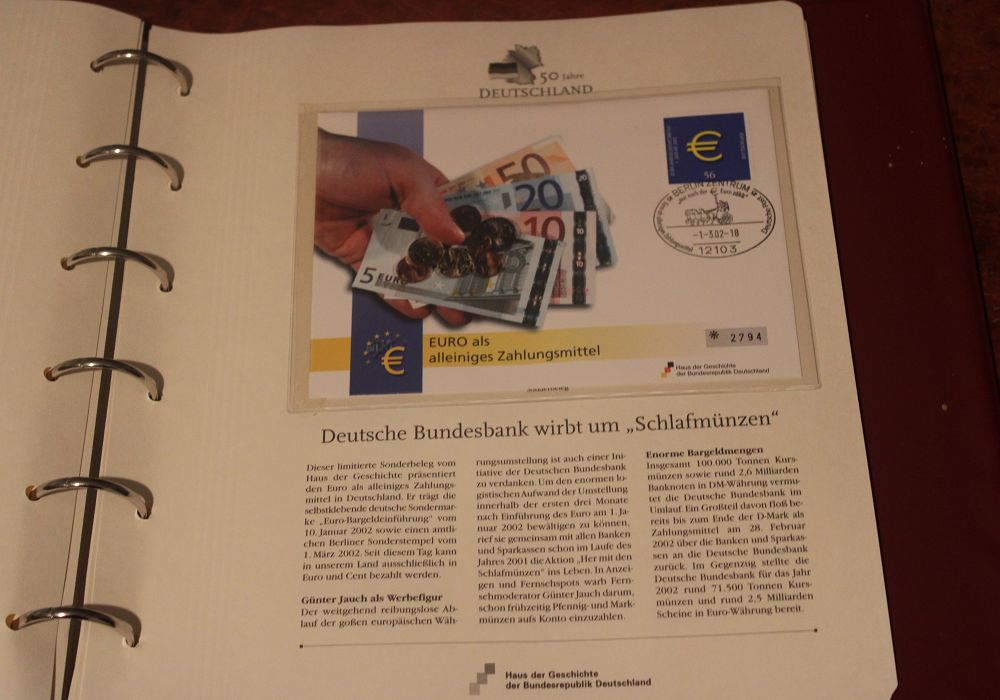 50 Jahre
DEUTSCHLAND
50
20
20
10
10
10
5 EURO
€
56
BERLIN ZENTRUM
-1-3.02-18
12103
EURO als
alleiniges Zahlungsmittel
* 2794
Haus der Geschichte
der Bundesrepublik Deutschland
Deutsche Bundesbank wirbt um „Schlafmünzen“
Dieser limitierte Sonderbeleg vom
Haus der Geschichte präsentiert
den Euro als alleiniges Zahlungs-
mittel in Deutschland. Er trägt die
selbstklebende deutsche Sondermar-
ke „Euro-Bargeldeinführung“ vom
10. Januar 2002 sowie einen amtli-
chen Berliner Sonderstempel vom
1. März 2002. Seit diesem Tag kann
in unserem Land ausschließlich in
Euro und Cent bezahlt werden.
Günter Jauch als Werbefigur
Der weitgehend reibungslose Ab-
lauf der goßen europäischen Wäh-
rungsumstellung ist auch einer Ini-
tiative der Deutschen Bundesbank
zu verdanken. Um den enormen lo-
gistischen Aufwand der Umstellung
innerhalb der ersten drei Monate
nach Einführung des Euro am 1. Ja-
nuar 2002 bewältigen zu können,
rief sie gemeinsam mit allen Banken
und Sparkassen schon im Laufe des
Jahres 2001 die Aktion „Her mit den
Schlafmünzen“ ins Leben. In Anzei-
gen und Fernsehspots warb Fern-
sehmoderator Günter Jauch darum,
schon frühzeitig Pfennig- und Mark-
münzen aufs Konto einzuzahlen.
Enorme Bargeldmengen
Insgesamt 100.000 Tonnen Kurs-
münzen sowie rund 2,6 Milliarden
Banknoten in DM-Währung vermu-
tet die Deutsche Bundesbank im
Umlauf. Ein Großteil davon floß be-
reits bis zum Ende der D-Mark als
Zahlungsmittel am 28. Februar
2002 über die Banken und Sparkas-
sen an die Deutsche Bundesbank
zurück. Im Gegenzug stellte die
Deutsche Bundesbank für das Jahr
2002 rund 71.500 Tonnen Kurs-
münzen und rund 2,5 Milliarden
Scheine in Euro-Währung bereit.
Haus der Geschichte
der Bundesrepublik Deutschland